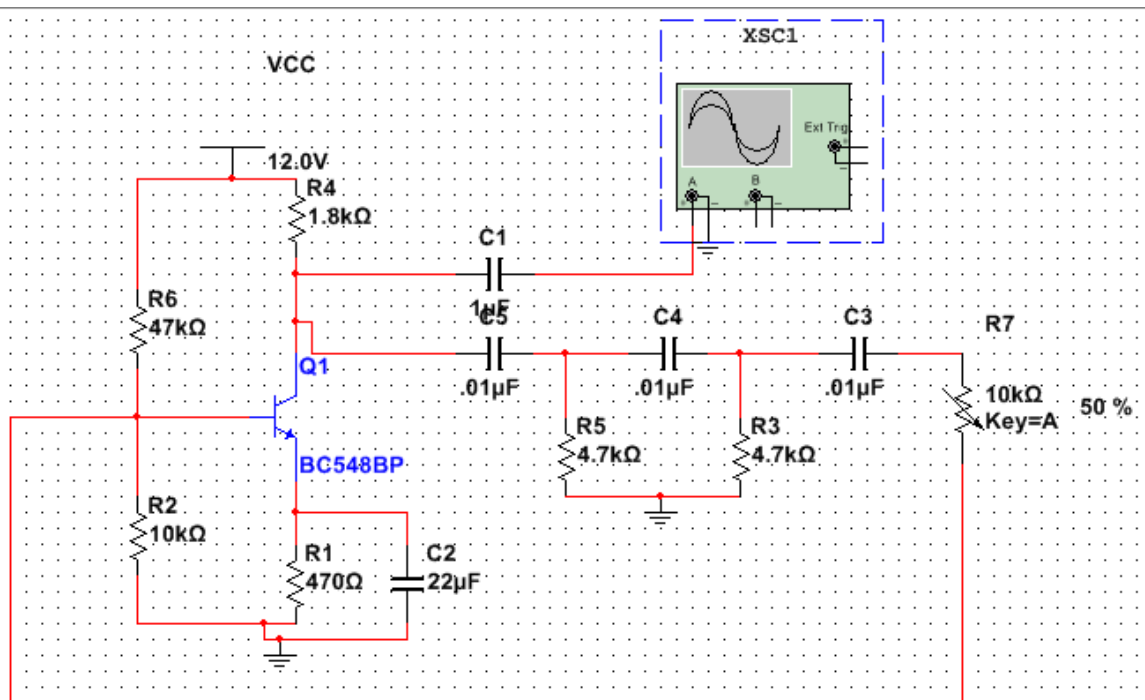 XSC1
VCC
Ext Trig
+
-
12.0V
A
B
+
-
+
-
R4
1.8kΩ
C1
1µF
R6
47kΩ
C5
.01µF
C4
.01µF
C3
.01µF
R7
10kΩ
Key=A
50 %
Q1
BC548BP
R5
4.7kΩ
R3
4.7kΩ
R2
10kΩ
R1
470Ω
C2
22µF